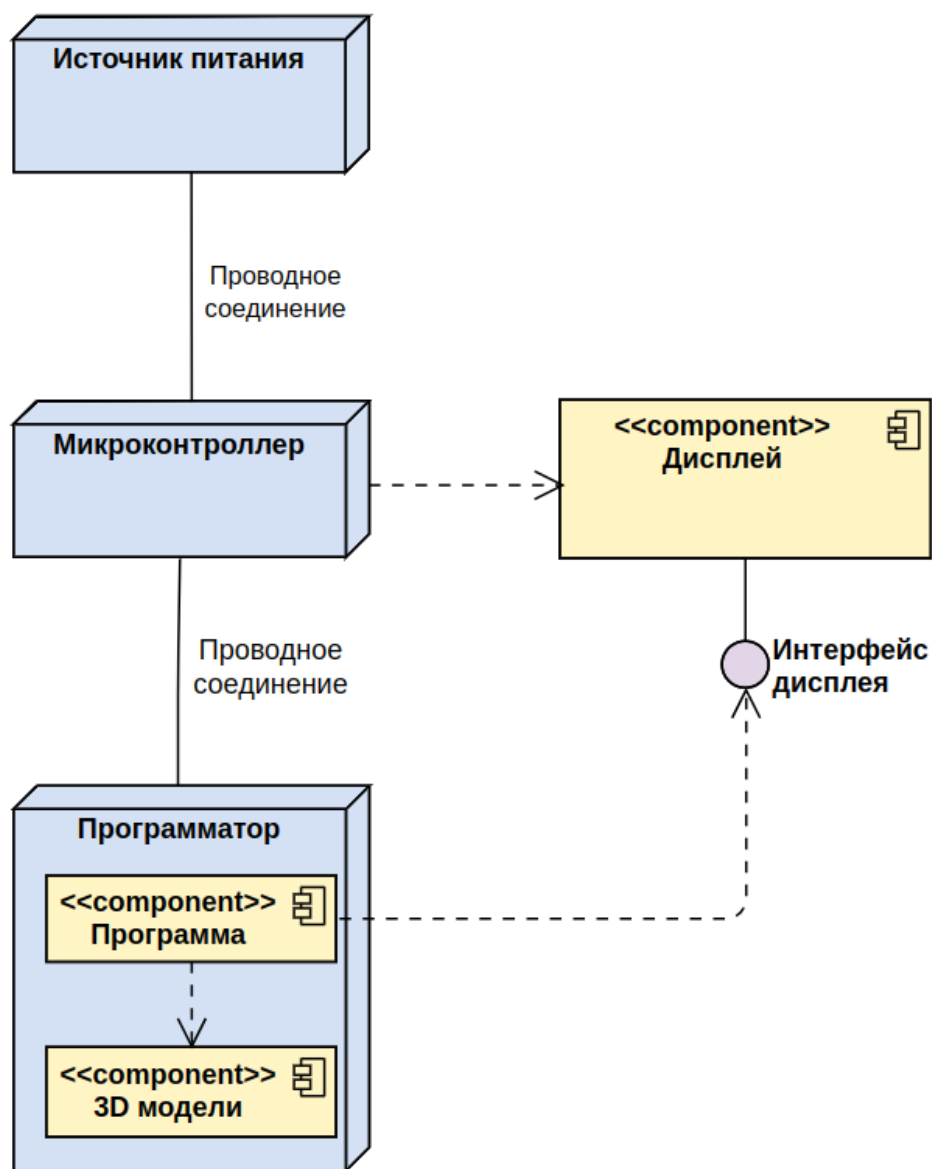 Источник питания
Проводное
соединение
Микроконтроллер
<<component>>
Дисплей
Проводное
соединение
Интерфейс
дисплея
Программатор
<<component>>
Программа
<<component>>
3D модели